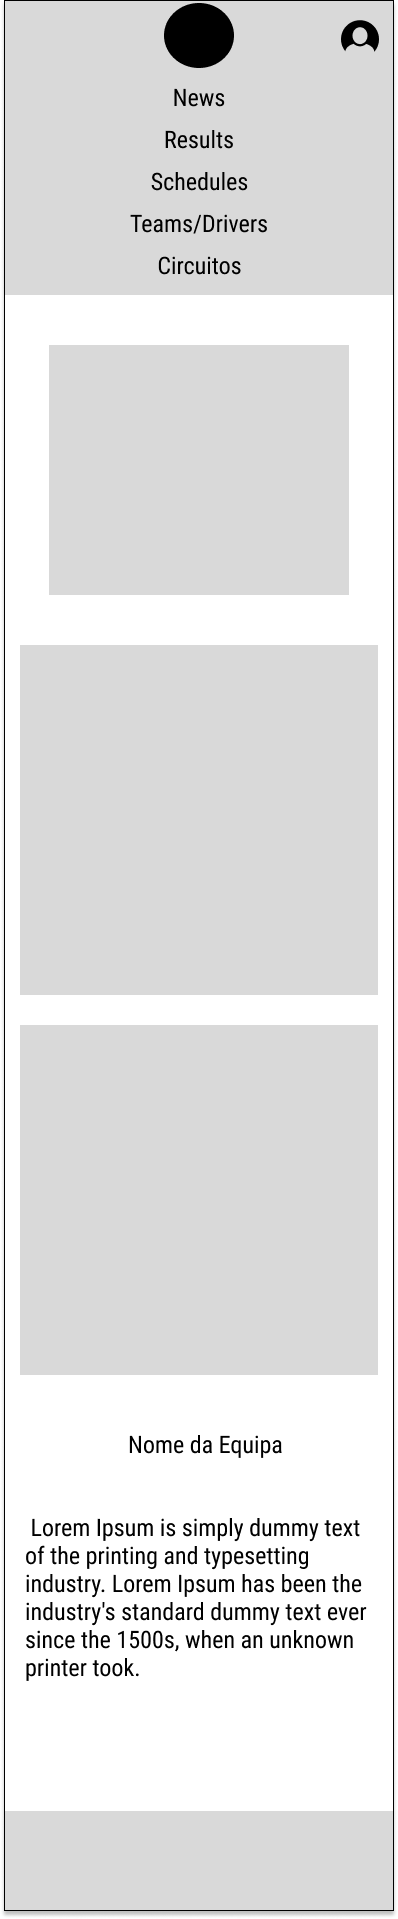 News
Results
Schedules
Teams/Drivers
Circuitos
Nome da Equipa
Lorem Ipsum is simply dummy text
of the printing and typesetting
industry. Lorem Ipsum has been the
industry's standard dummy text ever
since the 1500s, when an unknown
printer took.